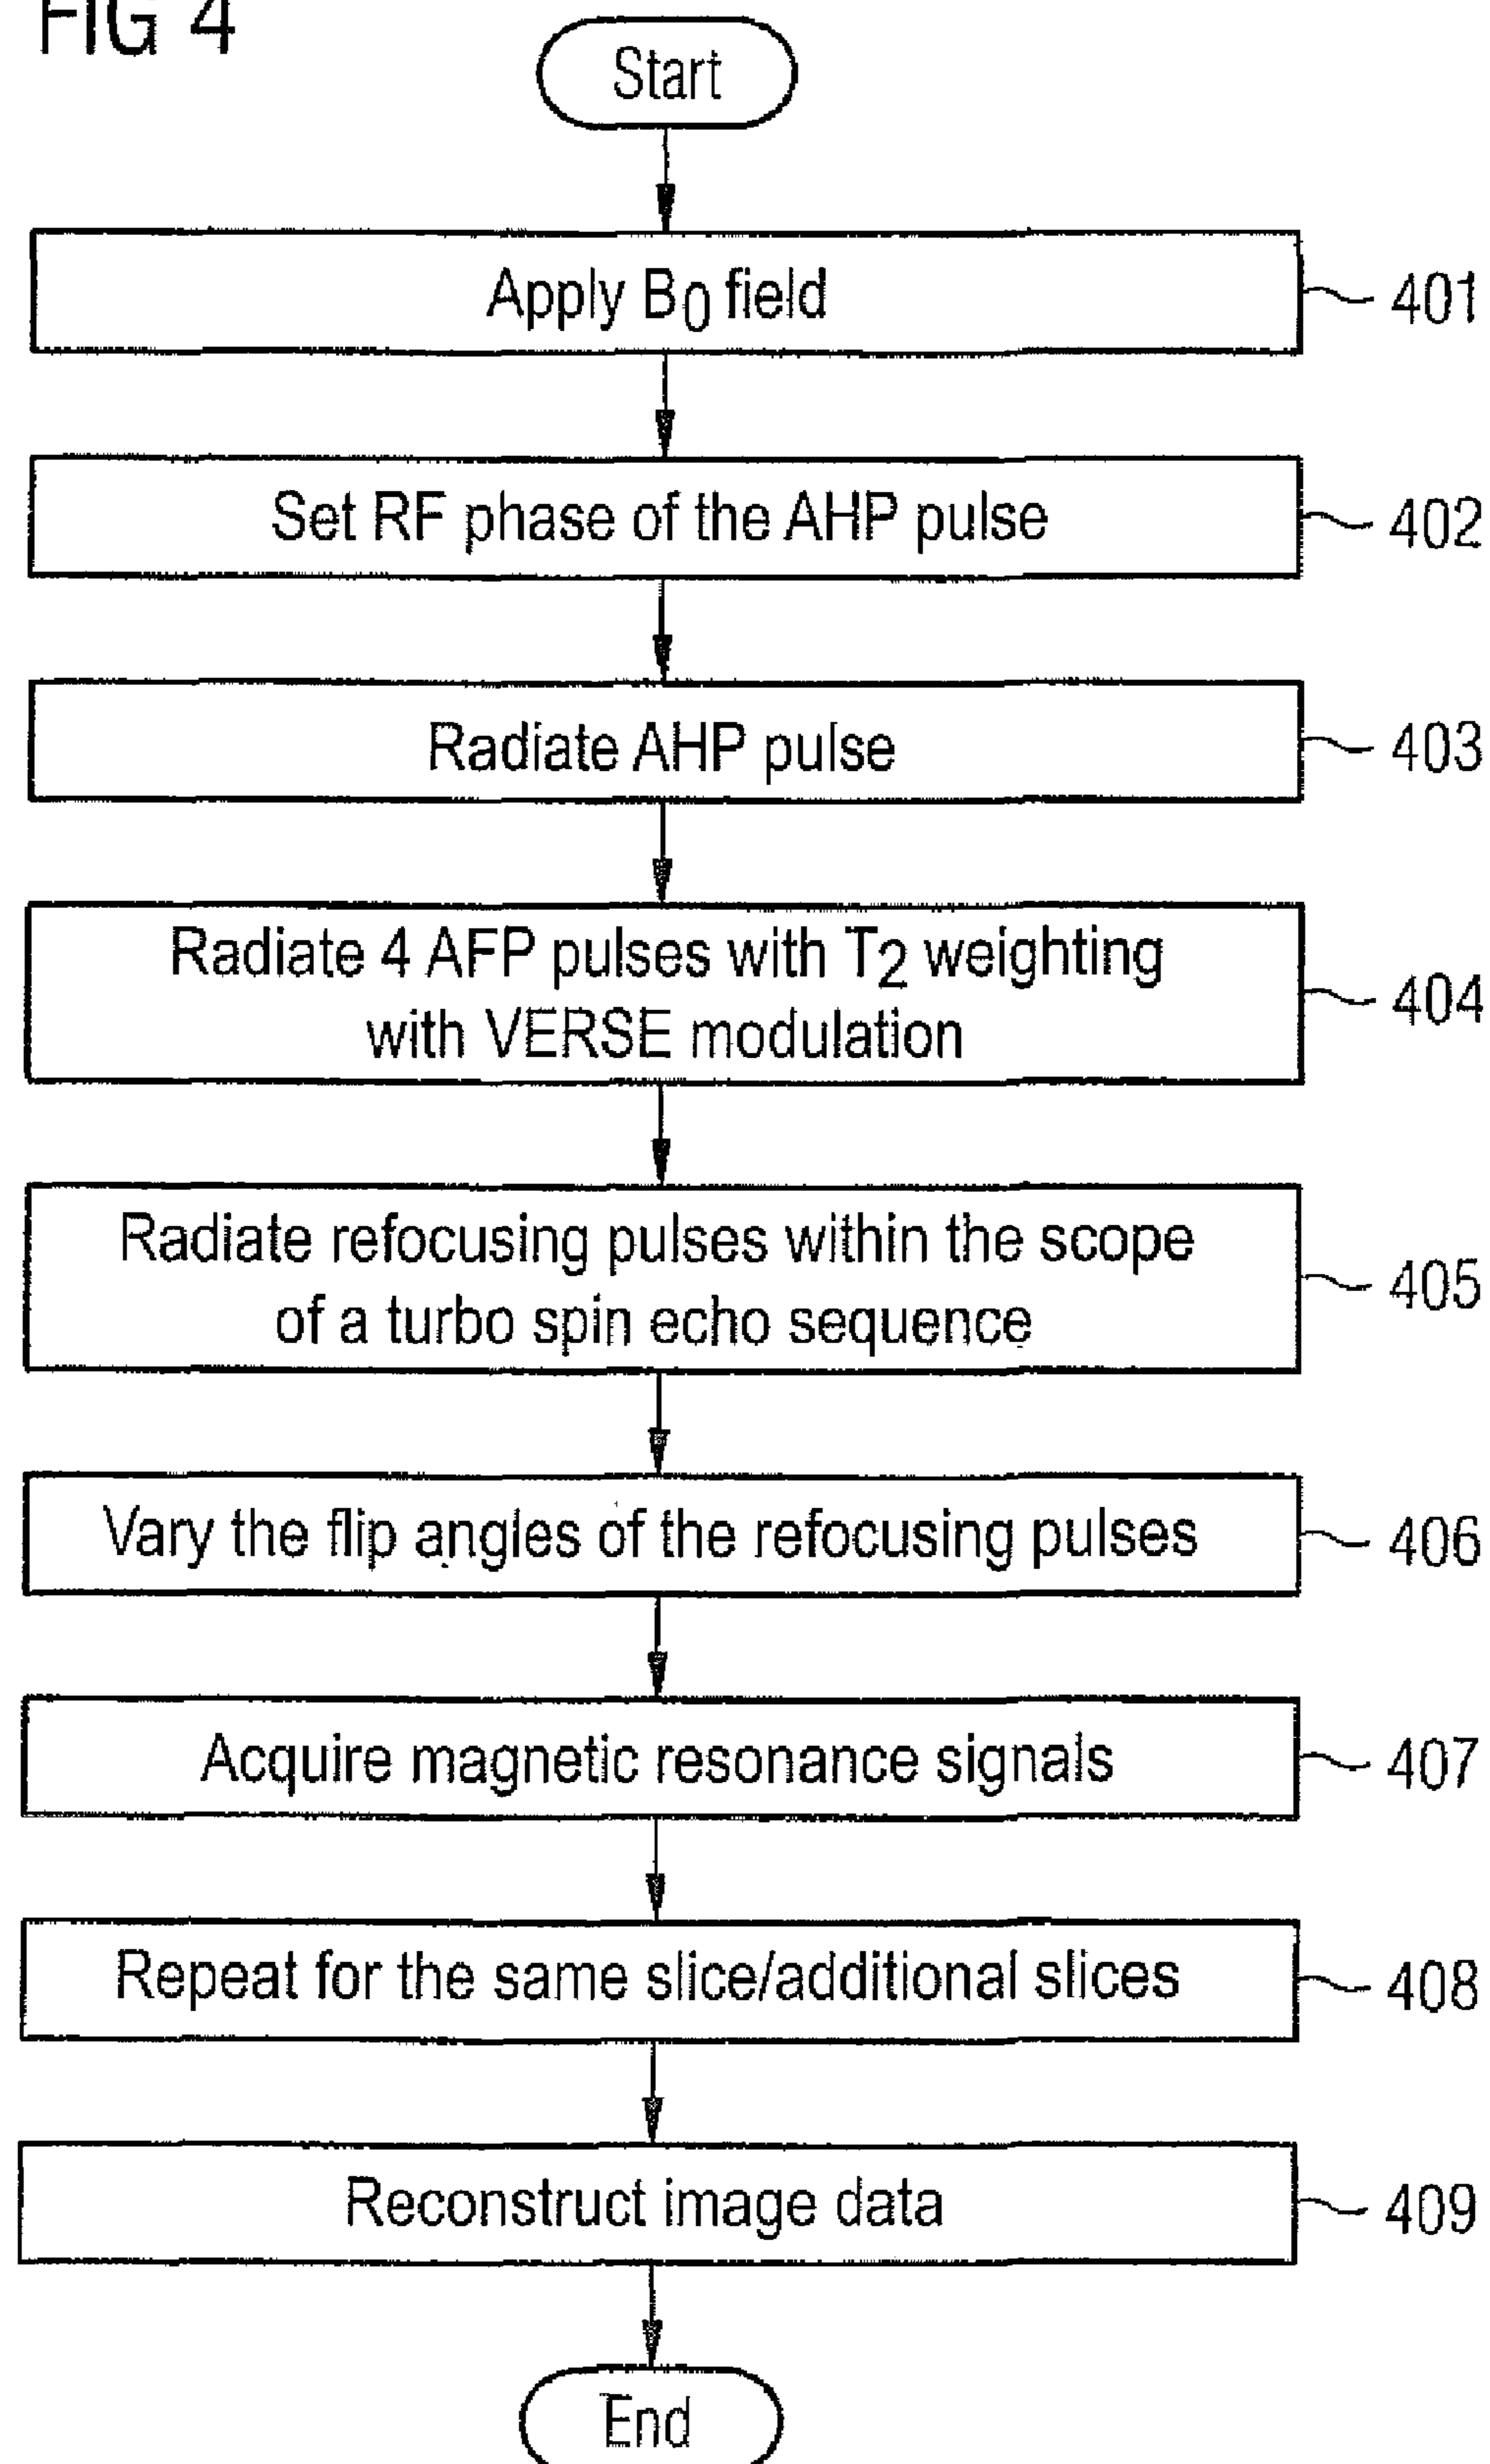 FIG 4
Start
Apply B0 field
401
Set RF phase of the AHP pulse
402
Radiate AHP pulse
403
Radiate 4 AFP pulses with T2 weighting
with VERSE modulation
404
Radiate refocusing pulses within the scope
of a turbo spin echo sequence
405
Vary the flip angles of the refocusing pulses
406
Acquire magnetic resonance signals
407
Repeat for the same slice/additional slices
408
Reconstruct image data
409
End